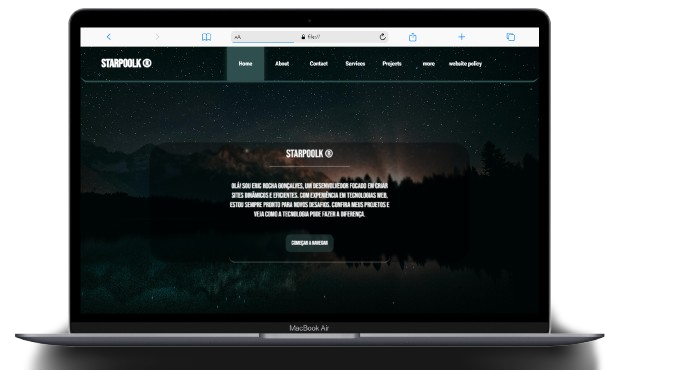 AA File://
STARPOOLK ® Home About Contact Services Projects more website policy
STARPOOLK ®
OLÁ! SOU ERIC ROCHA GONÇALVES, UM DESENVOLVEDOR FOCADO EM CRIAR
SITES DINÂMICOS E EFICIENTES. COM EXPERIÊNCIA EM TECNOLOGIAS WEB,
ESTOU SEMPRE PRONTO PARA NOVOS DESAFIOS. CONFIRA MEUS PROJETOS E
VEJA COMO A TECNOLOGIA PODE FAZER A DIFERENÇA.
COMEÇAR A NAVEGAR
MacBook Air